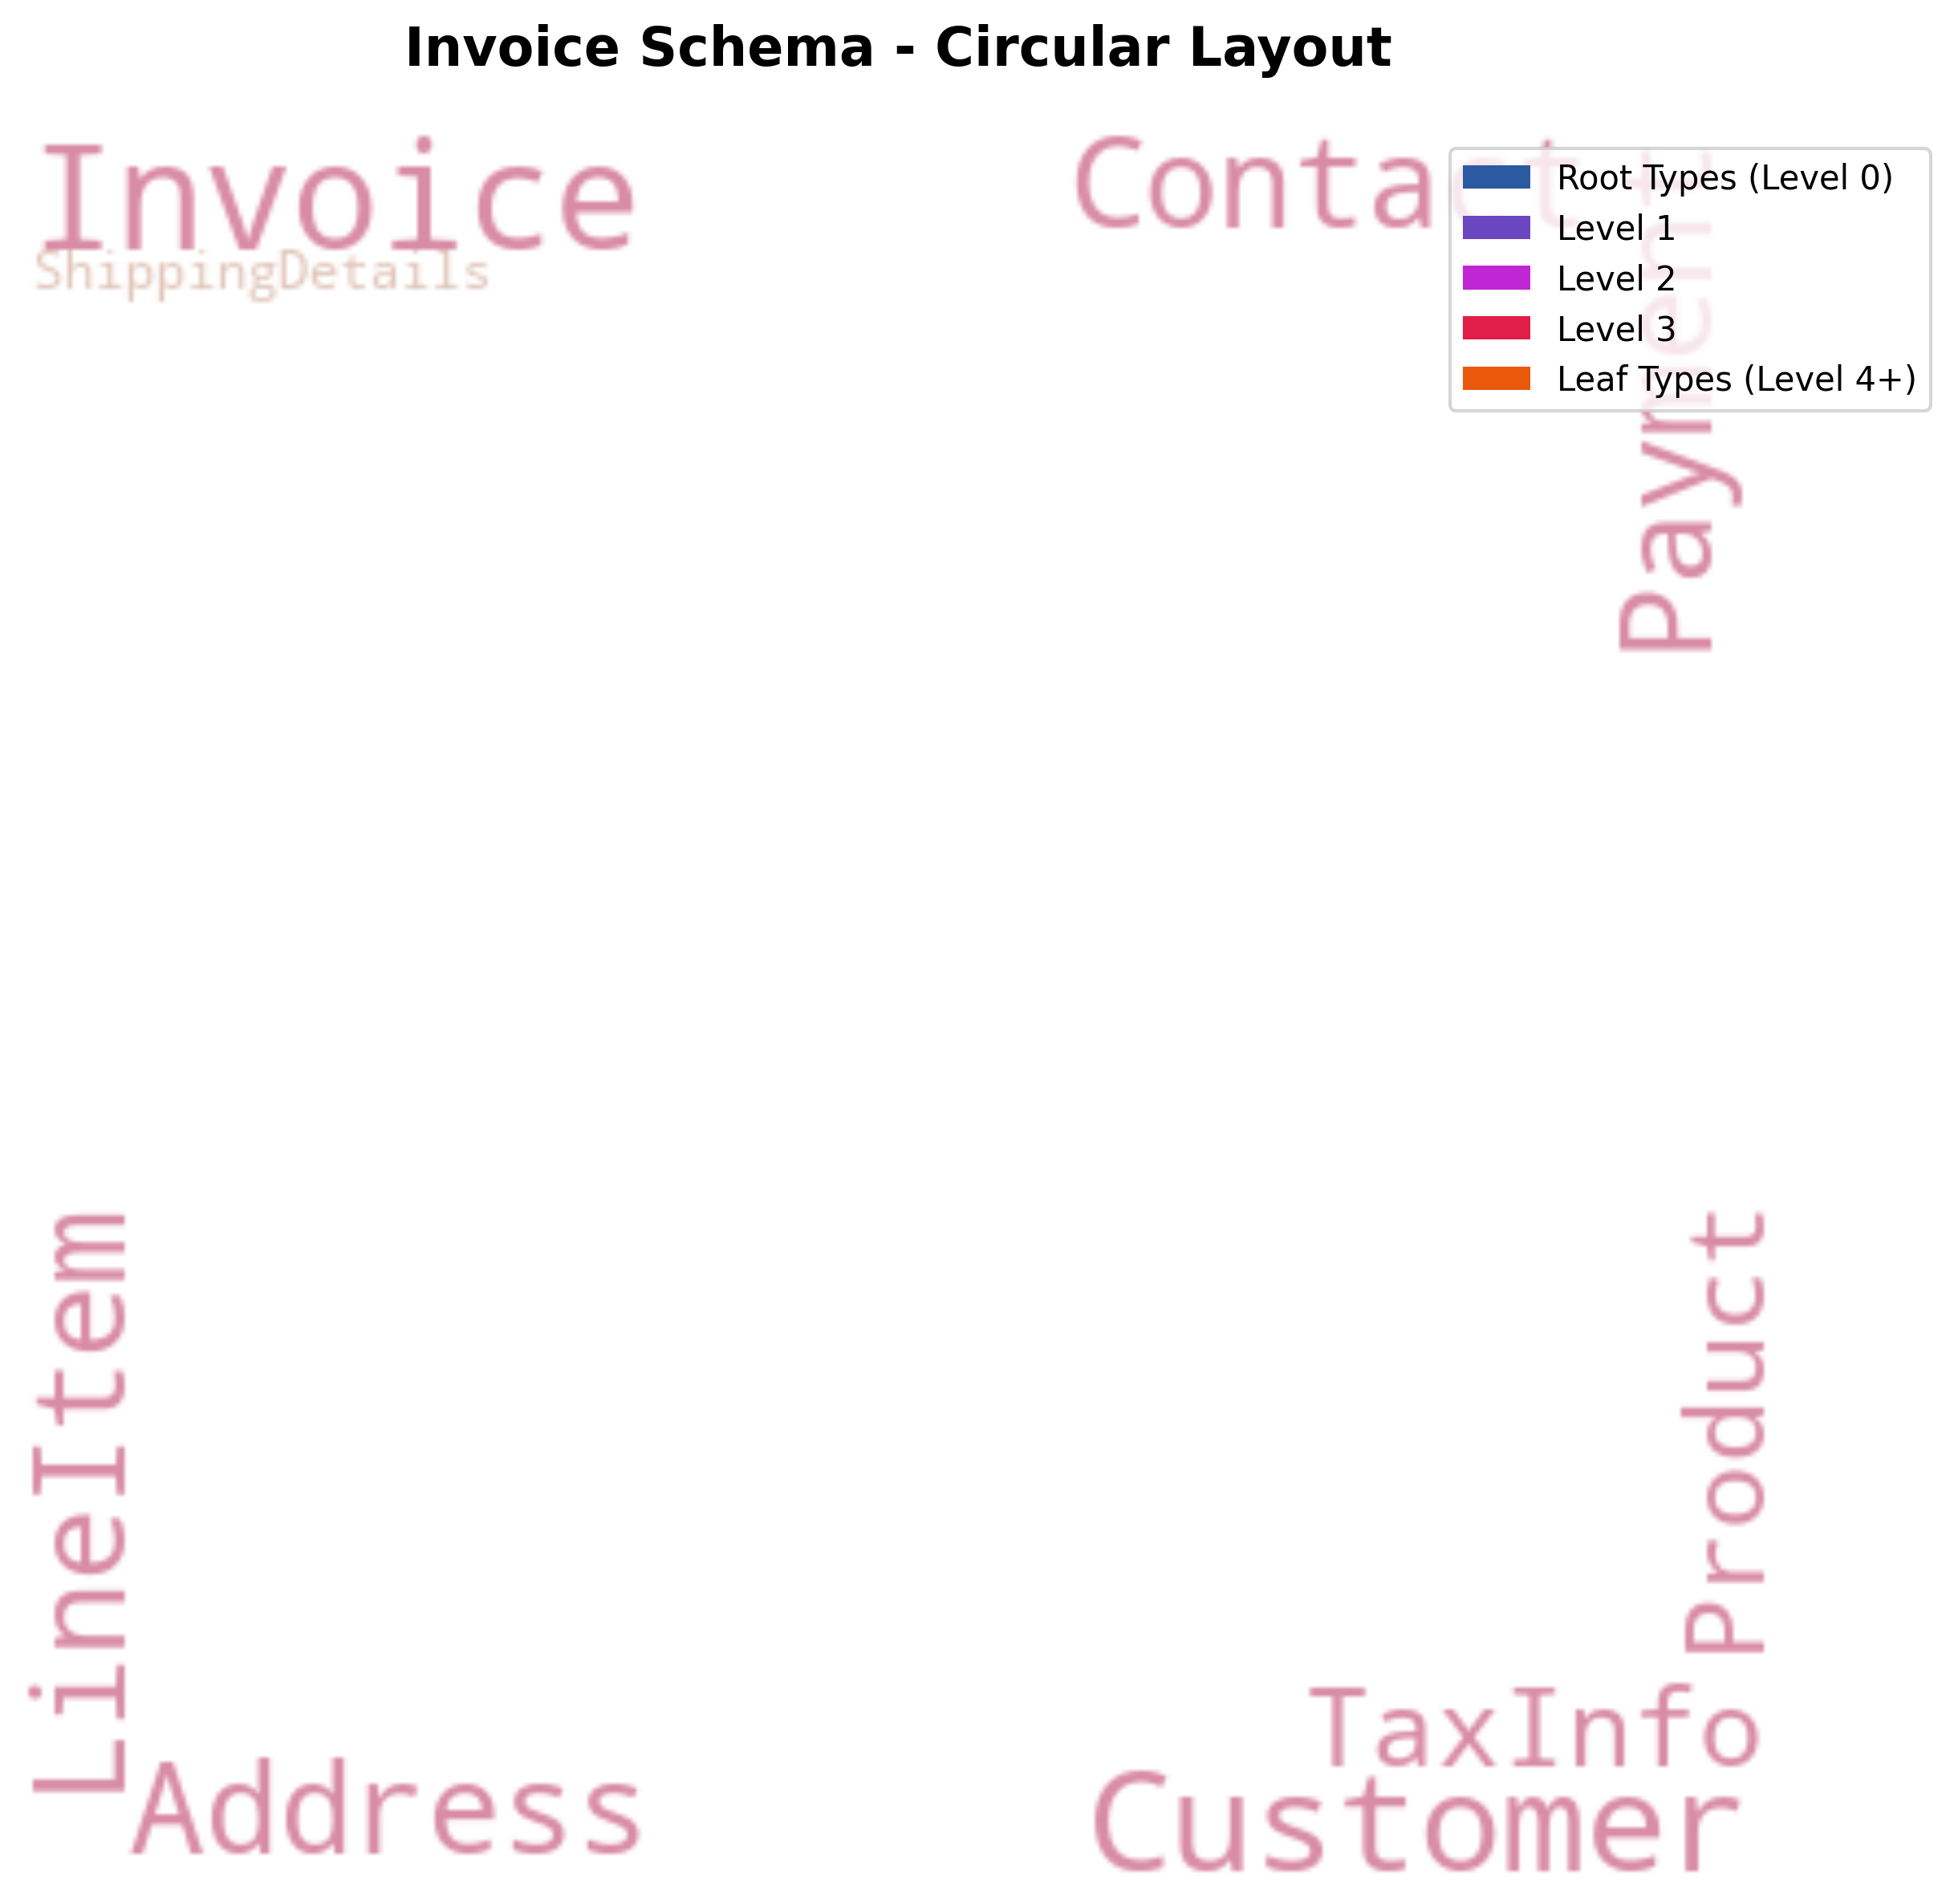 Invoice Schema - Circular Layout
Invoice
ShippingDetails
Contact
Payment
Root Types (Level 0)
Level 1
Level 2
Level 3
Leaf Types (Level 4+)
LineItem
Product
TaxInfo
Address
Customer